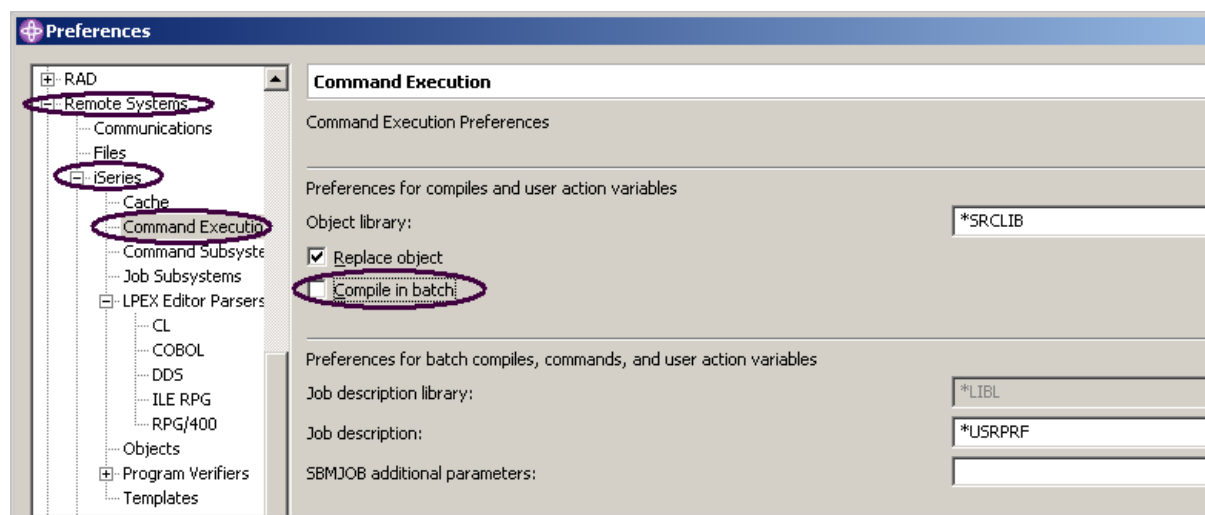 Preferences
RAD
Remote Systems
Communications
Files
iSeries
Cache
Command Executio
Command Subsyste
Job Subsystems
LPEX Editor Parsers
CL
COBOL
DDS
ILE RPG
RPG/400
Objects
Program Verifiers
Templates
Command Execution
Command Execution Preferences
Preferences for compiles and user action variables
Object library: *SRCLIB
Replace object
Compile in batch
Preferences for batch compiles, commands, and user action variables
Job description library: *LIBL
Job description: *USRPRF
SBMJOB additional parameters: